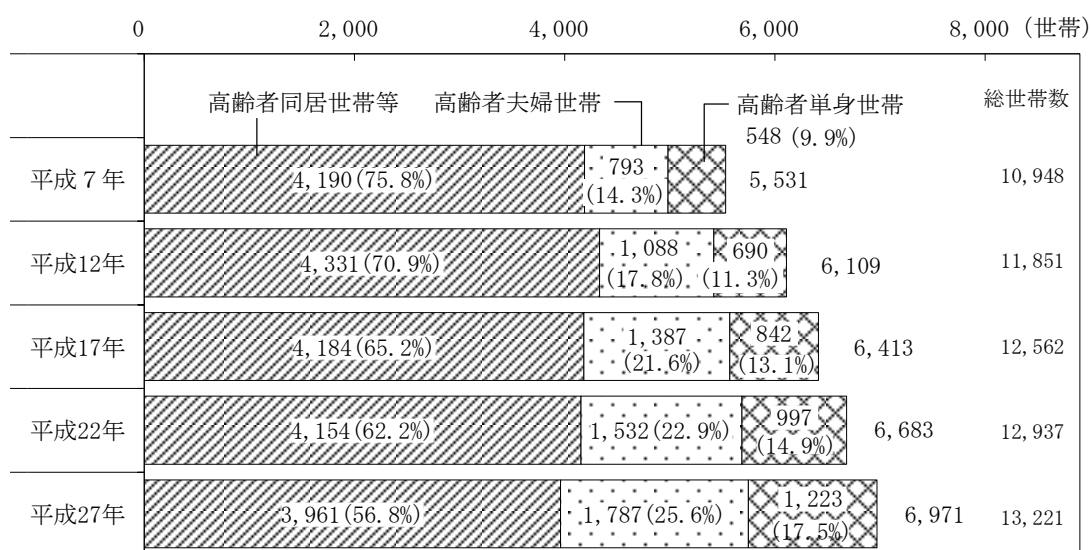 0 2,000 4,000 6,000 8,000 (世帯)
高齢者同居世帯等 高齢者夫婦世帯 高齢者単身世帯 総世帯数
548 (9.9%)
平成７年 4,190(75.8%) 793 (14.3%) 5,531 10,948
平成12年 4,331(70.9%) 1,088 (17.8%) 690 (11.3%) 6,109 11,851
平成17年 4,184(65.2%) 1,387 (21.6%) 842 (13.1%) 6,413 12,562
平成22年 4,154(62.2%) 1,532(22.9%) 997 (14.9%) 6,683 12,937
平成27年 3,961(56.8%) 1,787(25.6%) 1,223 (17.5%) 6,971 13,221